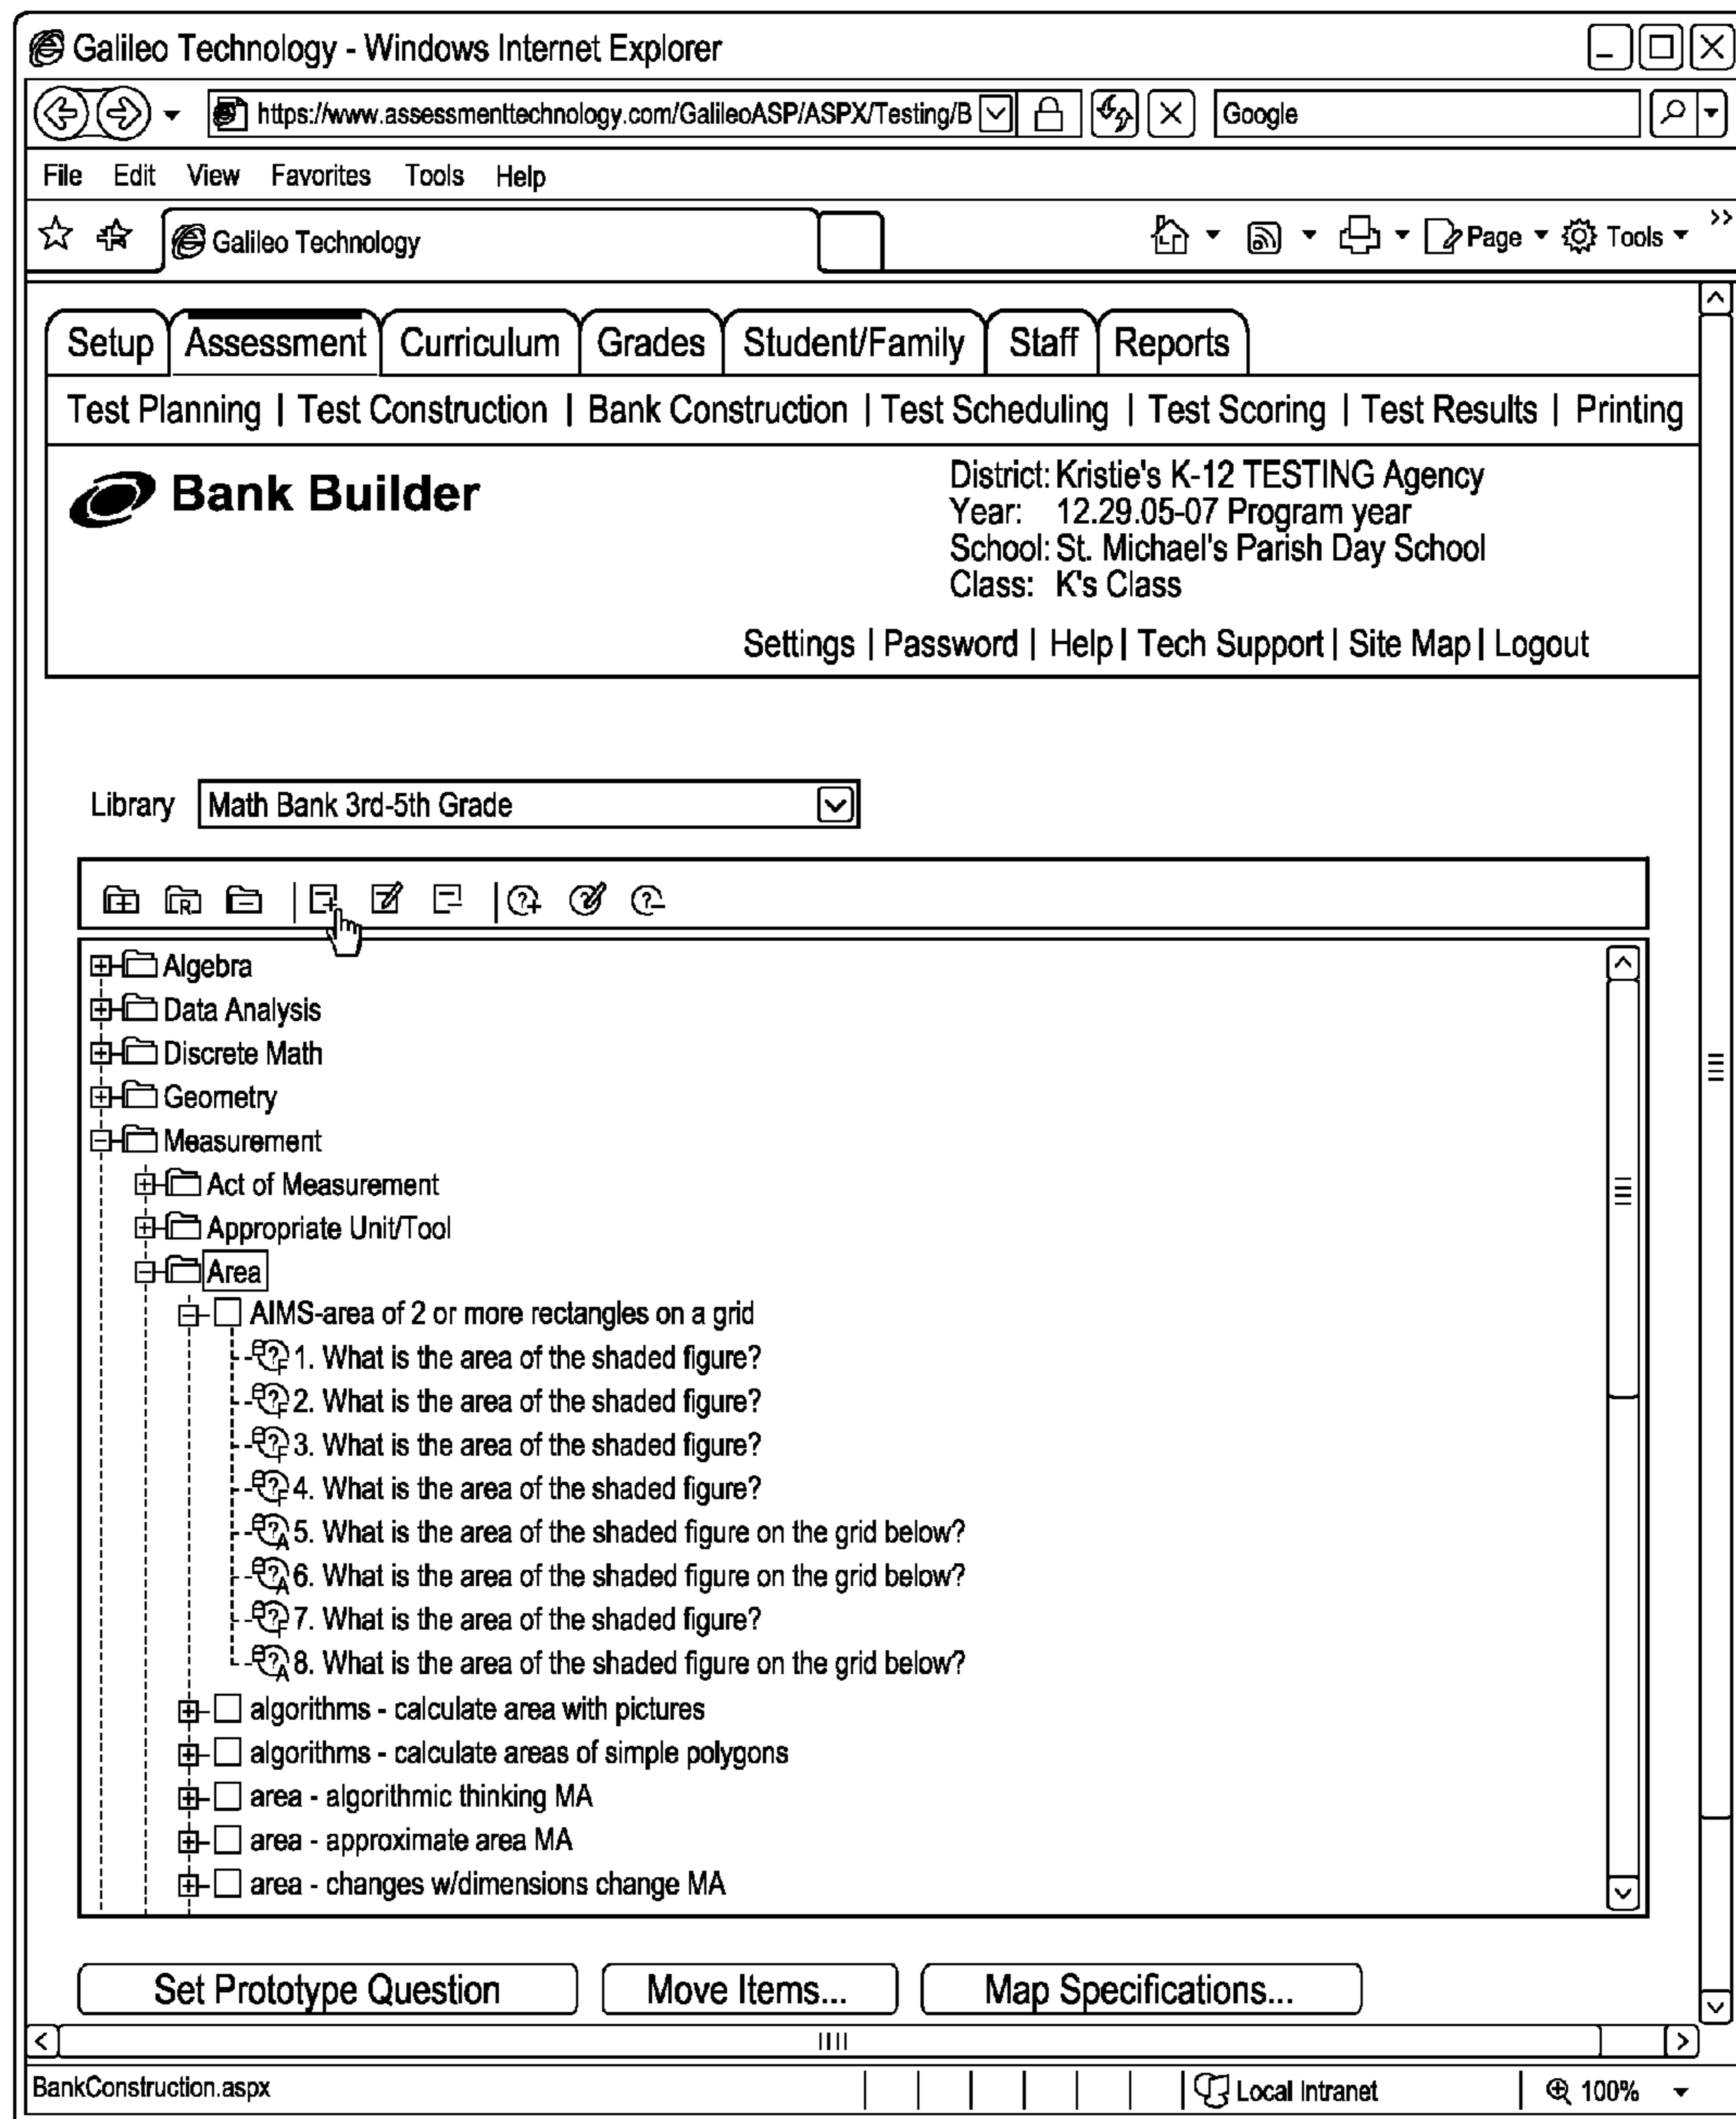 Galileo Technology - Windows Internet Explorer
https://www.assessmenttechnology.com/GalileoASP/ASPX/Testing/B
Google
File Edit View Favorites Tools Help
Galileo Technology
Page Tools
Setup Assessment Curriculum Grades Student/Family Staff Reports
Test Planning | Test Construction | Bank Construction | Test Scheduling | Test Scoring | Test Results | Printing
Bank Builder
District: Kristie's K-12 TESTING Agency
Year: 12.29.05-07 Program year
School: St. Michael's Parish Day School
Class: K's Class
Settings | Password | Help | Tech Support | Site Map | Logout
Library Math Bank 3rd-5th Grade
Algebra
Data Analysis
Discrete Math
Geometry
Measurement
Act of Measurement
Appropriate Unit/Tool
Area
AIMS-area of 2 or more rectangles on a grid
1. What is the area of the shaded figure?
2. What is the area of the shaded figure?
3. What is the area of the shaded figure?
4. What is the area of the shaded figure?
5. What is the area of the shaded figure on the grid below?
6. What is the area of the shaded figure on the grid below?
7. What is the area of the shaded figure?
8. What is the area of the shaded figure on the grid below?
algorithms - calculate area with pictures
algorithms - calculate areas of simple polygons
area - algorithmic thinking MA
area - approximate area MA
area - changes w/dimensions change MA
Set Prototype Question Move Items... Map Specifications...
BankConstruction.aspx Local Intranet 100%